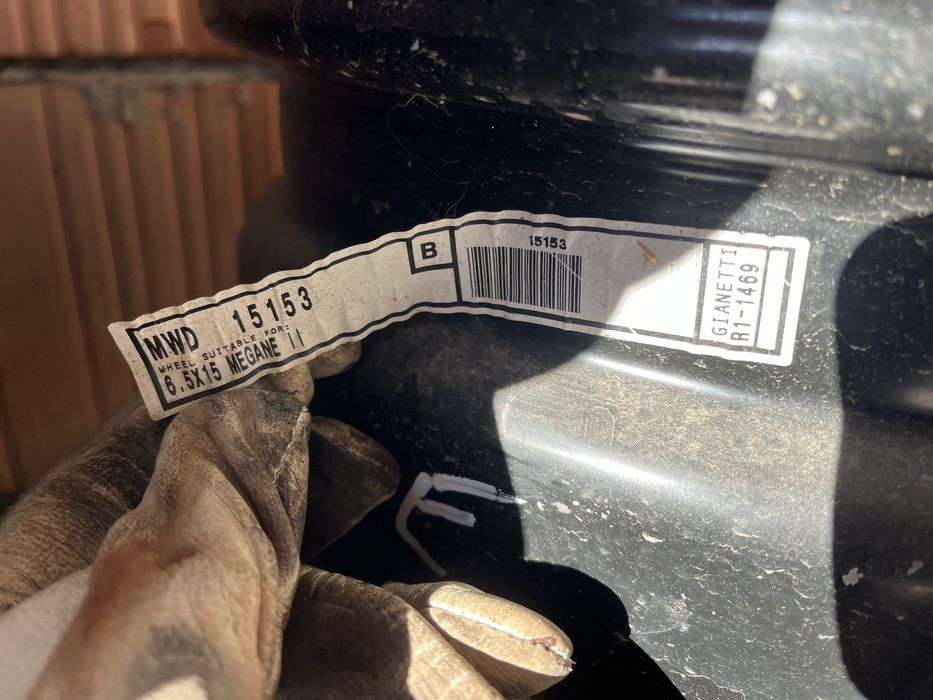 MWD 15153
WHEEL SUITABLE FOR:
6.5X15 MEGANE II
B
15153
GIANETTI
R1-1469
E